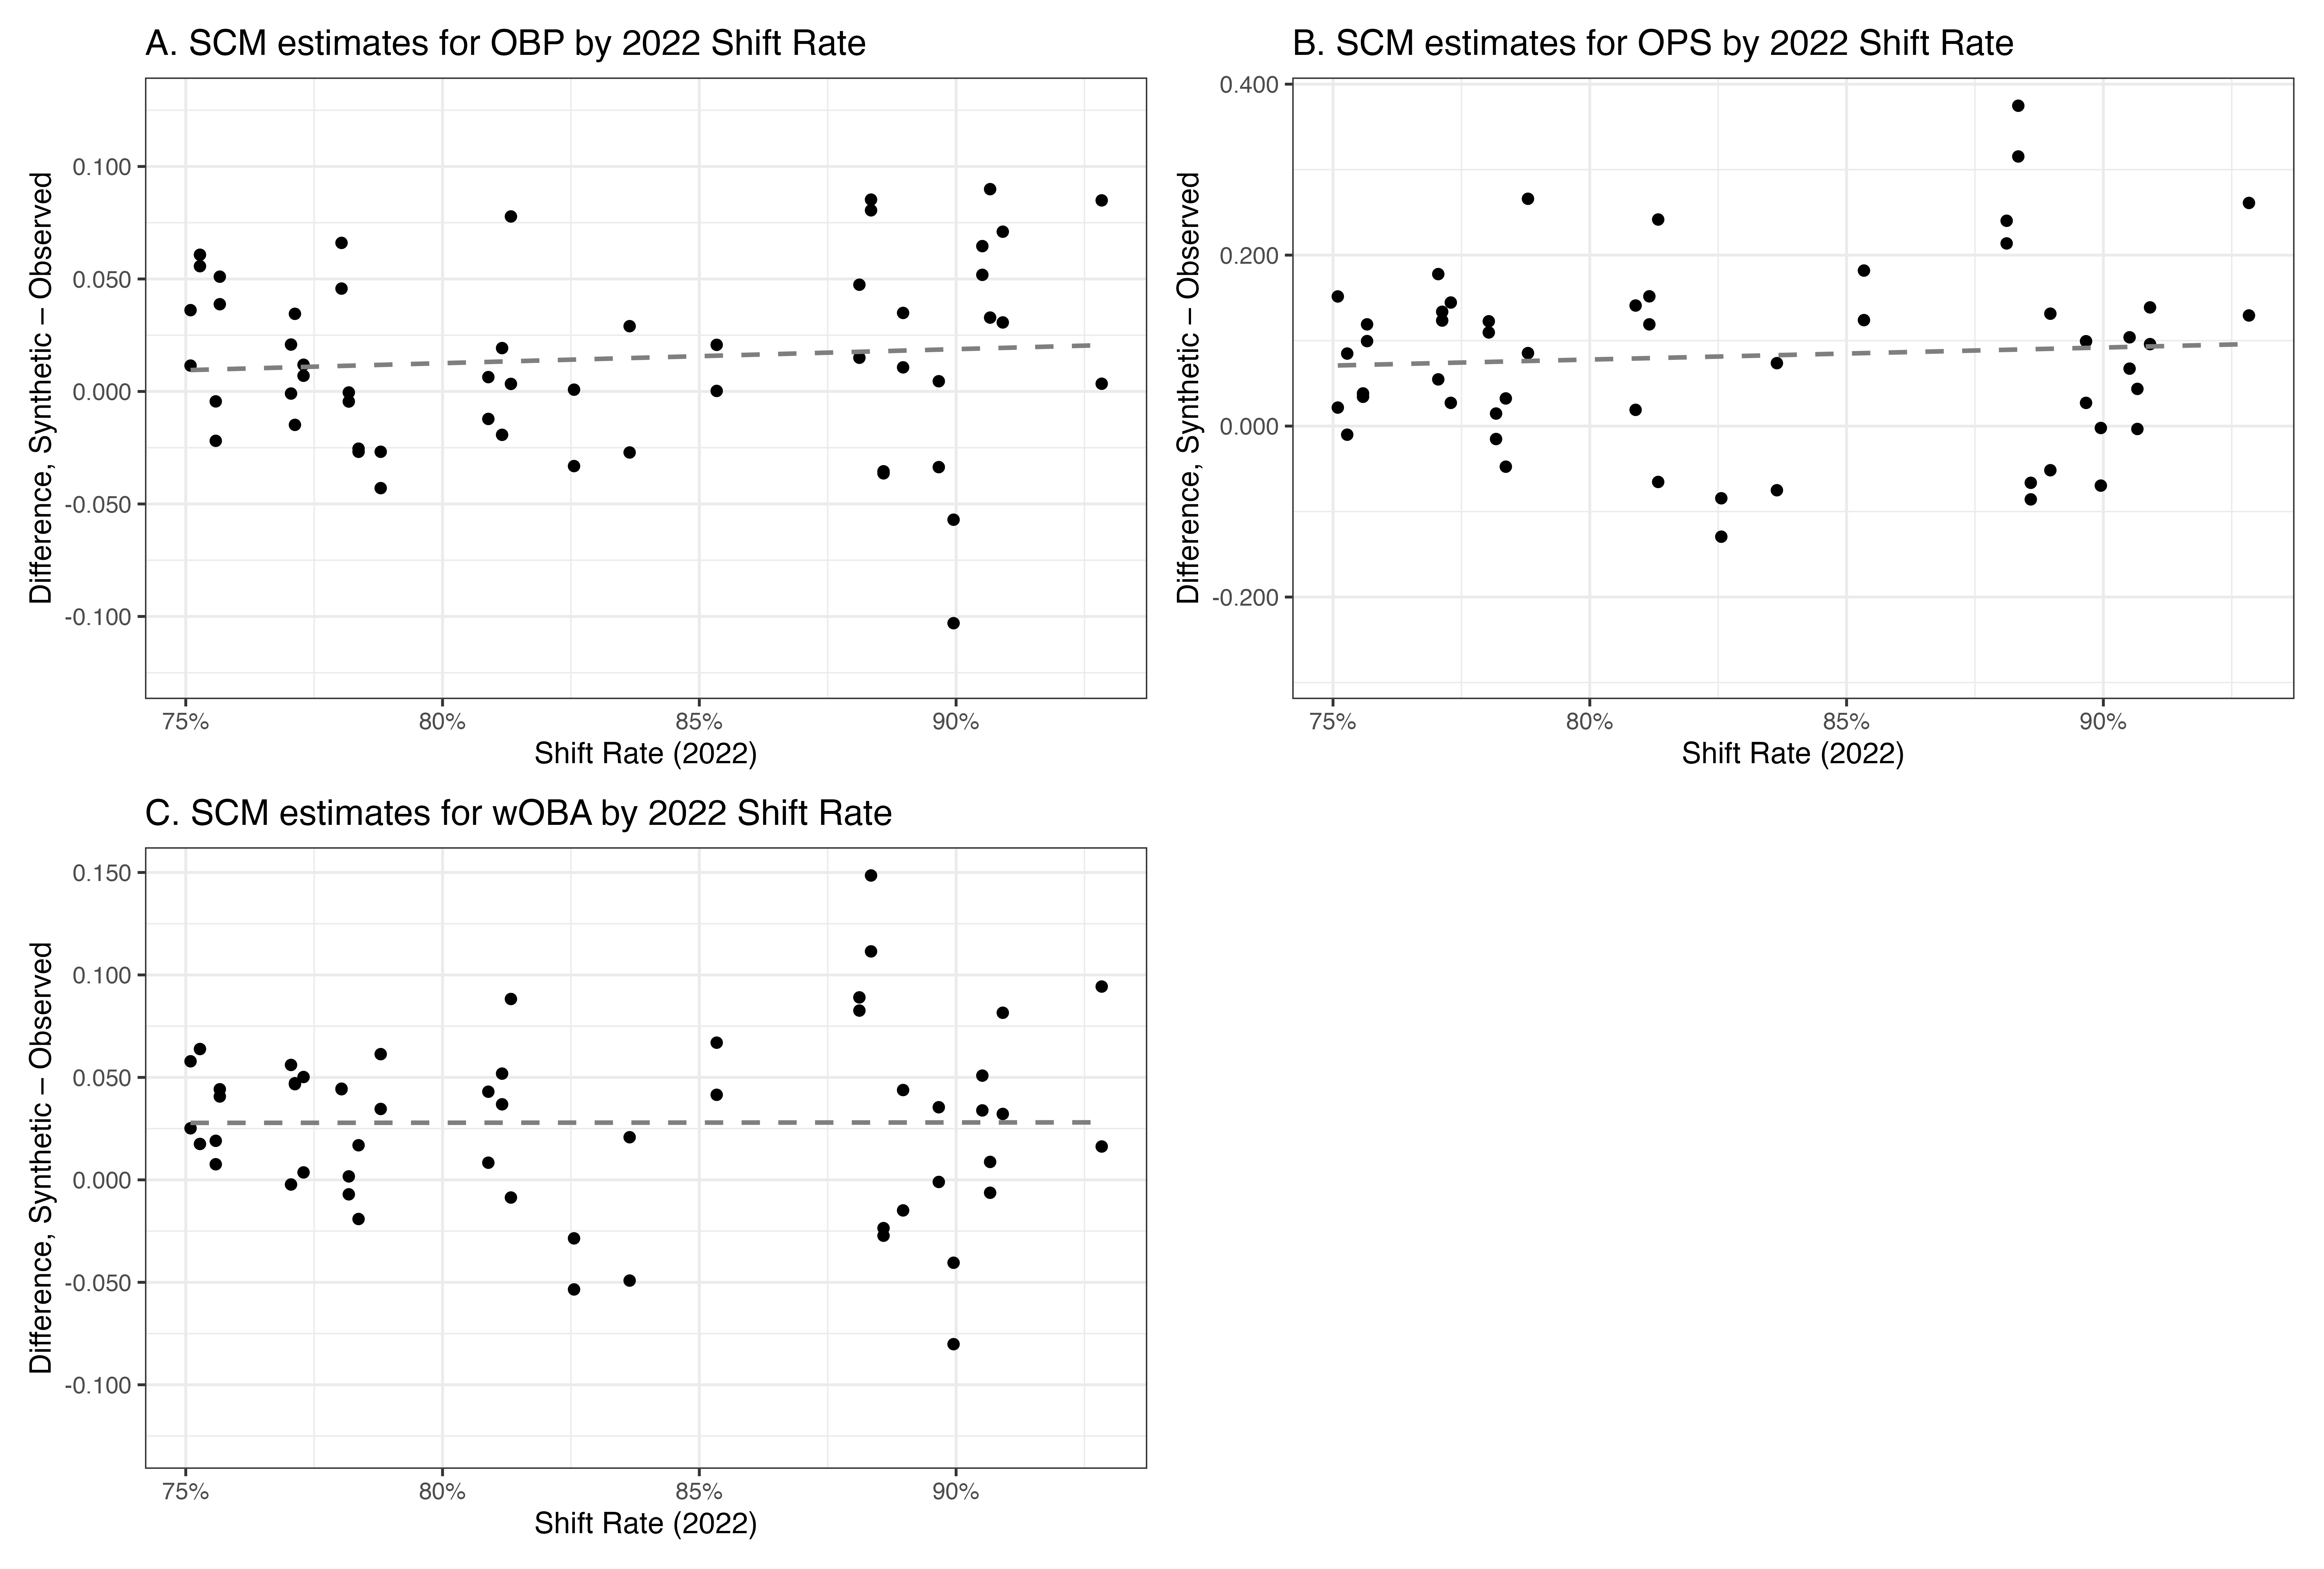 A. SCM estimates for OBP by 2022 Shift Rate
Difference, Synthetic – Observed
0.100
0.050
0.000
-0.050
-0.100
75% 80% 85% 90%
Shift Rate (2022)
B. SCM estimates for OPS by 2022 Shift Rate
Difference, Synthetic – Observed
0.400
0.200
0.000
-0.200
75% 80% 85% 90%
Shift Rate (2022)
C. SCM estimates for wOBA by 2022 Shift Rate
Difference, Synthetic – Observed
0.150
0.100
0.050
0.000
-0.050
-0.100
75% 80% 85% 90%
Shift Rate (2022)